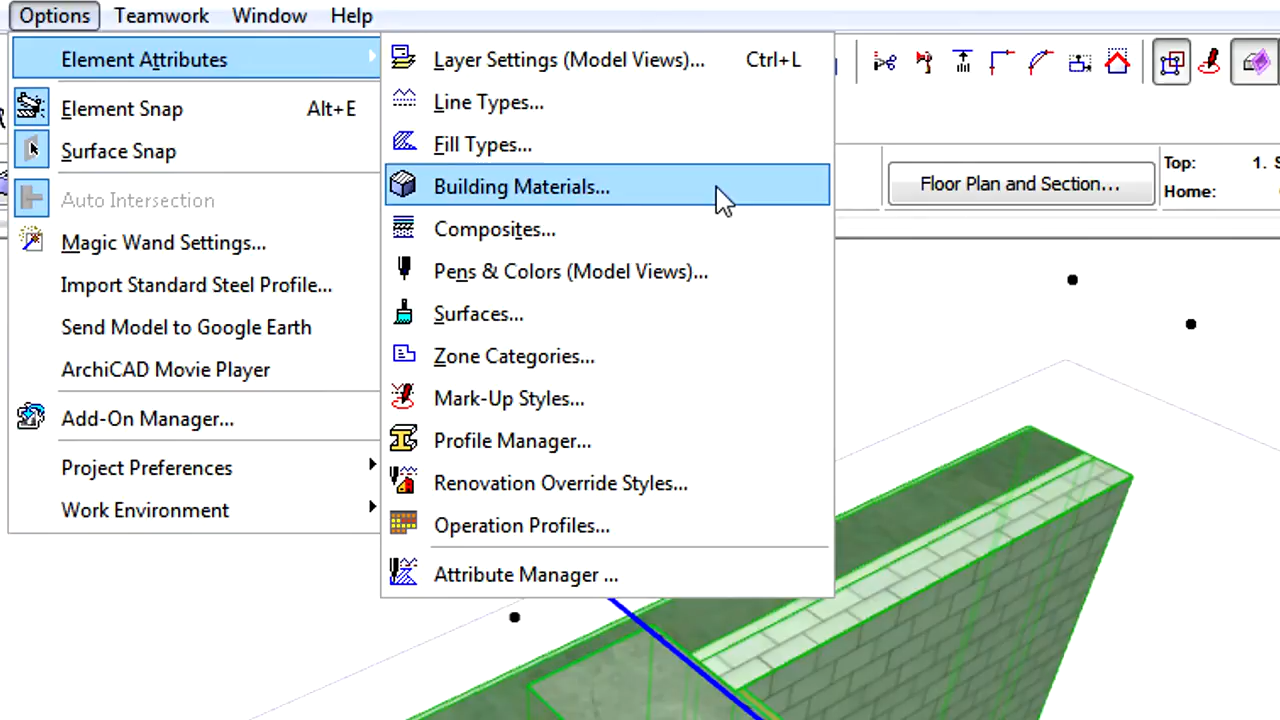 Options
Teamwork
Window
Help
Element Attributes
Element Snap Alt+E
Surface Snap
Auto Intersection
Magic Wand Settings...
Import Standard Steel Profile...
Send Model to Google Earth
ArchiCAD Movie Player
Add-On Manager...
Project Preferences
Work Environment
Layer Settings (Model Views)... Ctrl+L
Line Types...
Fill Types...
Building Materials...
Composites...
Pens & Colors (Model Views)...
Surfaces...
Zone Categories...
Mark-Up Styles...
Profile Manager...
Renovation Override Styles...
Operation Profiles...
Attribute Manager ...
Floor Plan and Section...
Top: 1.
Home: